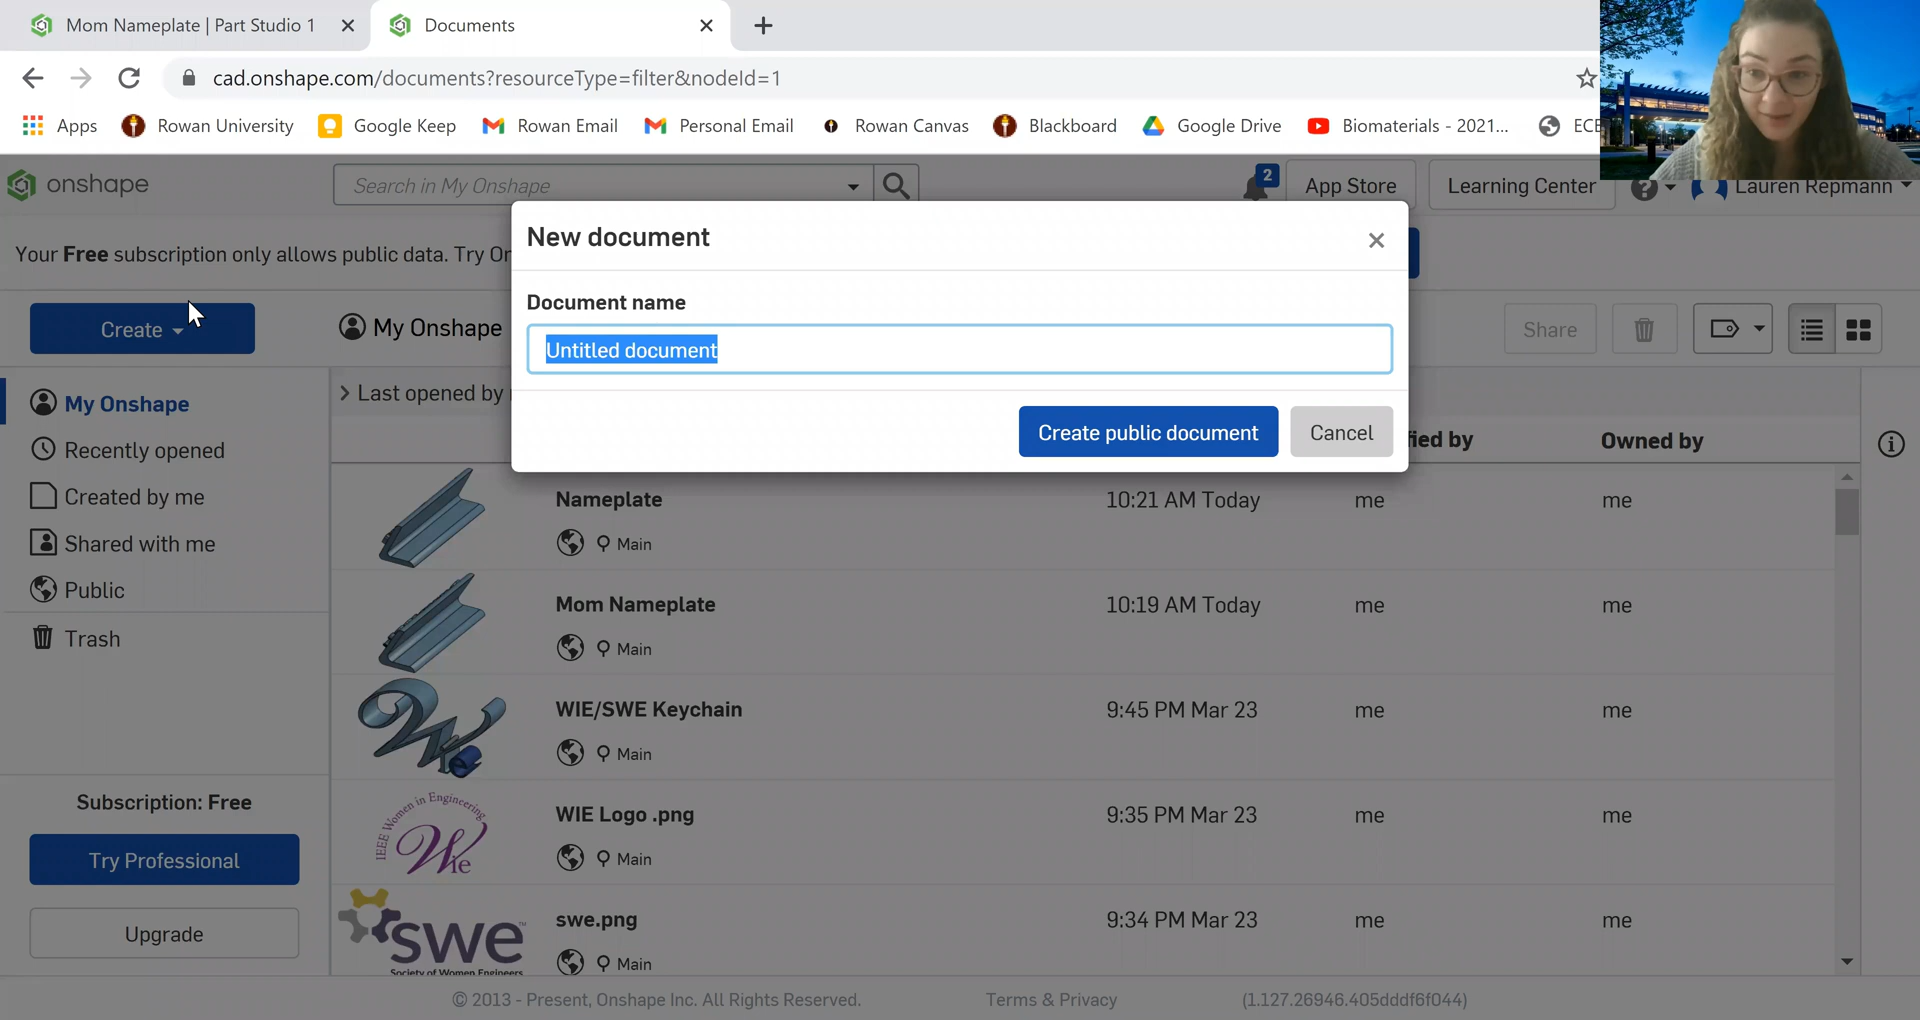 Mom Nameplate | Part Studio 1
Documents
cad.onshape.com/documents?resourceType=filter&nodeId=1
Apps
Rowan University
Google Keep
Rowan Email
Personal Email
Rowan Canvas
Blackboard
Google Drive
Biomaterials - 2021...
ECE
onshape
Search in My Onshape
2
App Store
Learning Center
Lauren Repmann
Your Free subscription only allows public data. Try On
New document
Document name
Untitled document
Create public document
Cancel
Create
My Onshape
Share
My Onshape
Recently opened
Created by me
Shared with me
Public
Trash
Last opened by
fied by
Owned by
Nameplate
10:21 AM Today
me
me
Main
Mom Nameplate
10:19 AM Today
me
me
Main
WIE/SWE Keychain
9:45 PM Mar 23
me
me
Main
IEEE Women in Engineering
Wie
WIE Logo .png
9:35 PM Mar 23
me
me
Main
swe
Society of Women Engineers
swe.png
9:34 PM Mar 23
me
me
Main
Subscription: Free
Try Professional
Upgrade
© 2013 - Present, Onshape Inc. All Rights Reserved.
Terms & Privacy
(1.127.26946.405dddf6f044)